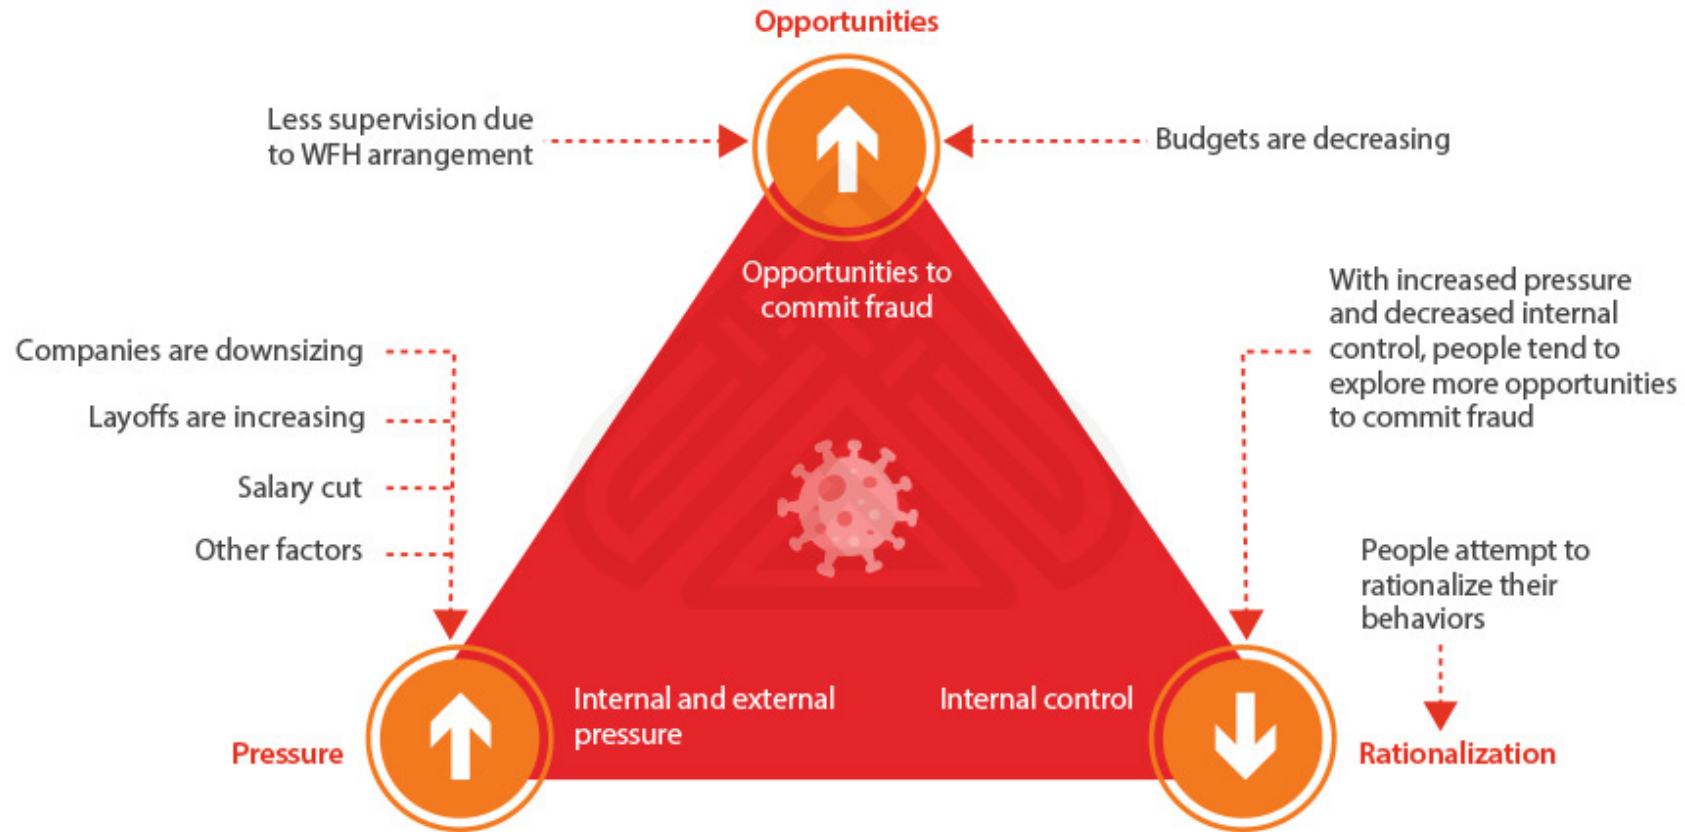 Opportunities
Less supervision due
to WFH arrangement
Budgets are decreasing
Opportunities to
commit fraud
With increased pressure
and decreased internal
control, people tend to
explore more opportunities
to commit fraud
Companies are downsizing
Layoffs are increasing
Salary cut
Other factors
People attempt to
rationalize their
behaviors
Internal and external
pressure
Internal control
Pressure
Rationalization